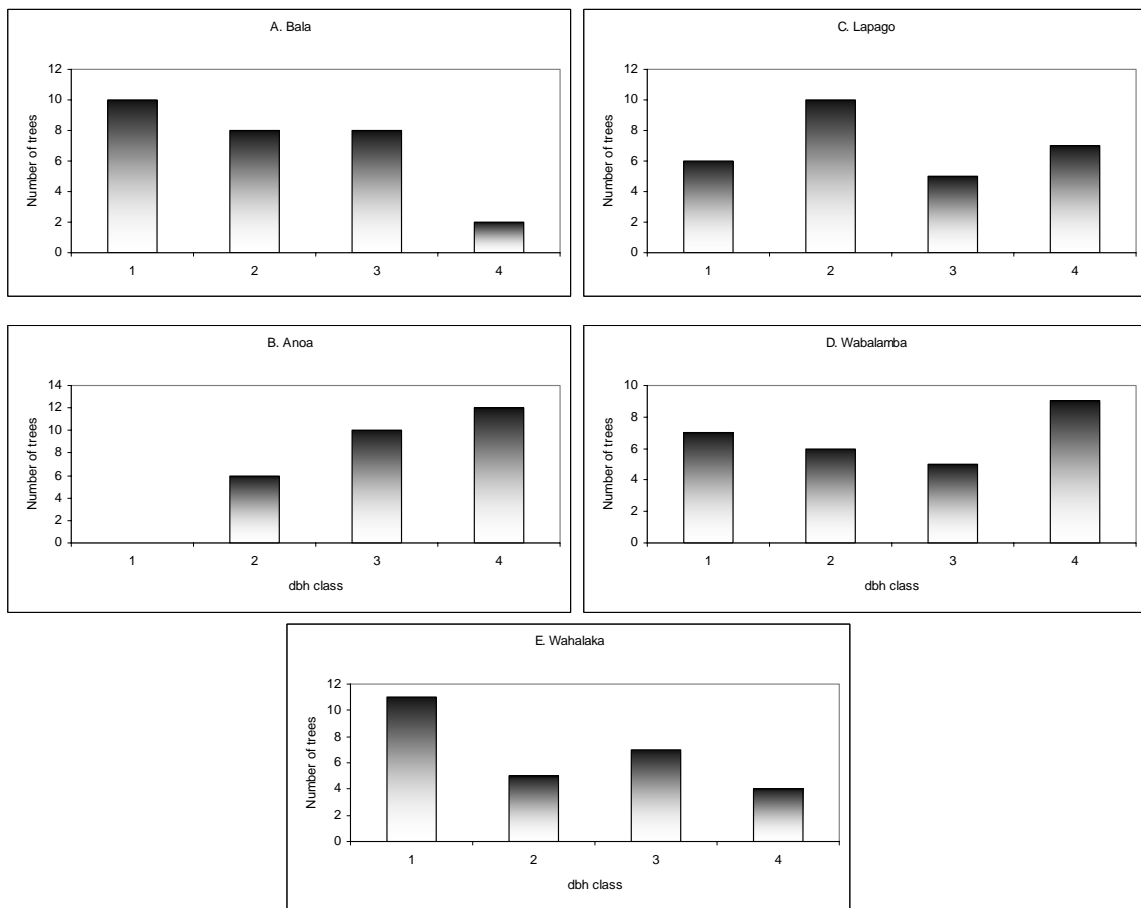 A. Bala
Number of trees
12
10
8
6
4
2
0
1 2 3 4
C. Lapago
Number of trees
12
10
8
6
4
2
0
1 2 3 4
B. Anoa
Number of trees
14
12
10
8
6
4
2
0
1 2 3 4
dbh class
D. Wabalamba
Number of trees
10
8
6
4
2
0
1 2 3 4
dbh class
E. Wahalaka
Number of trees
12
10
8
6
4
2
0
1 2 3 4
dbh class